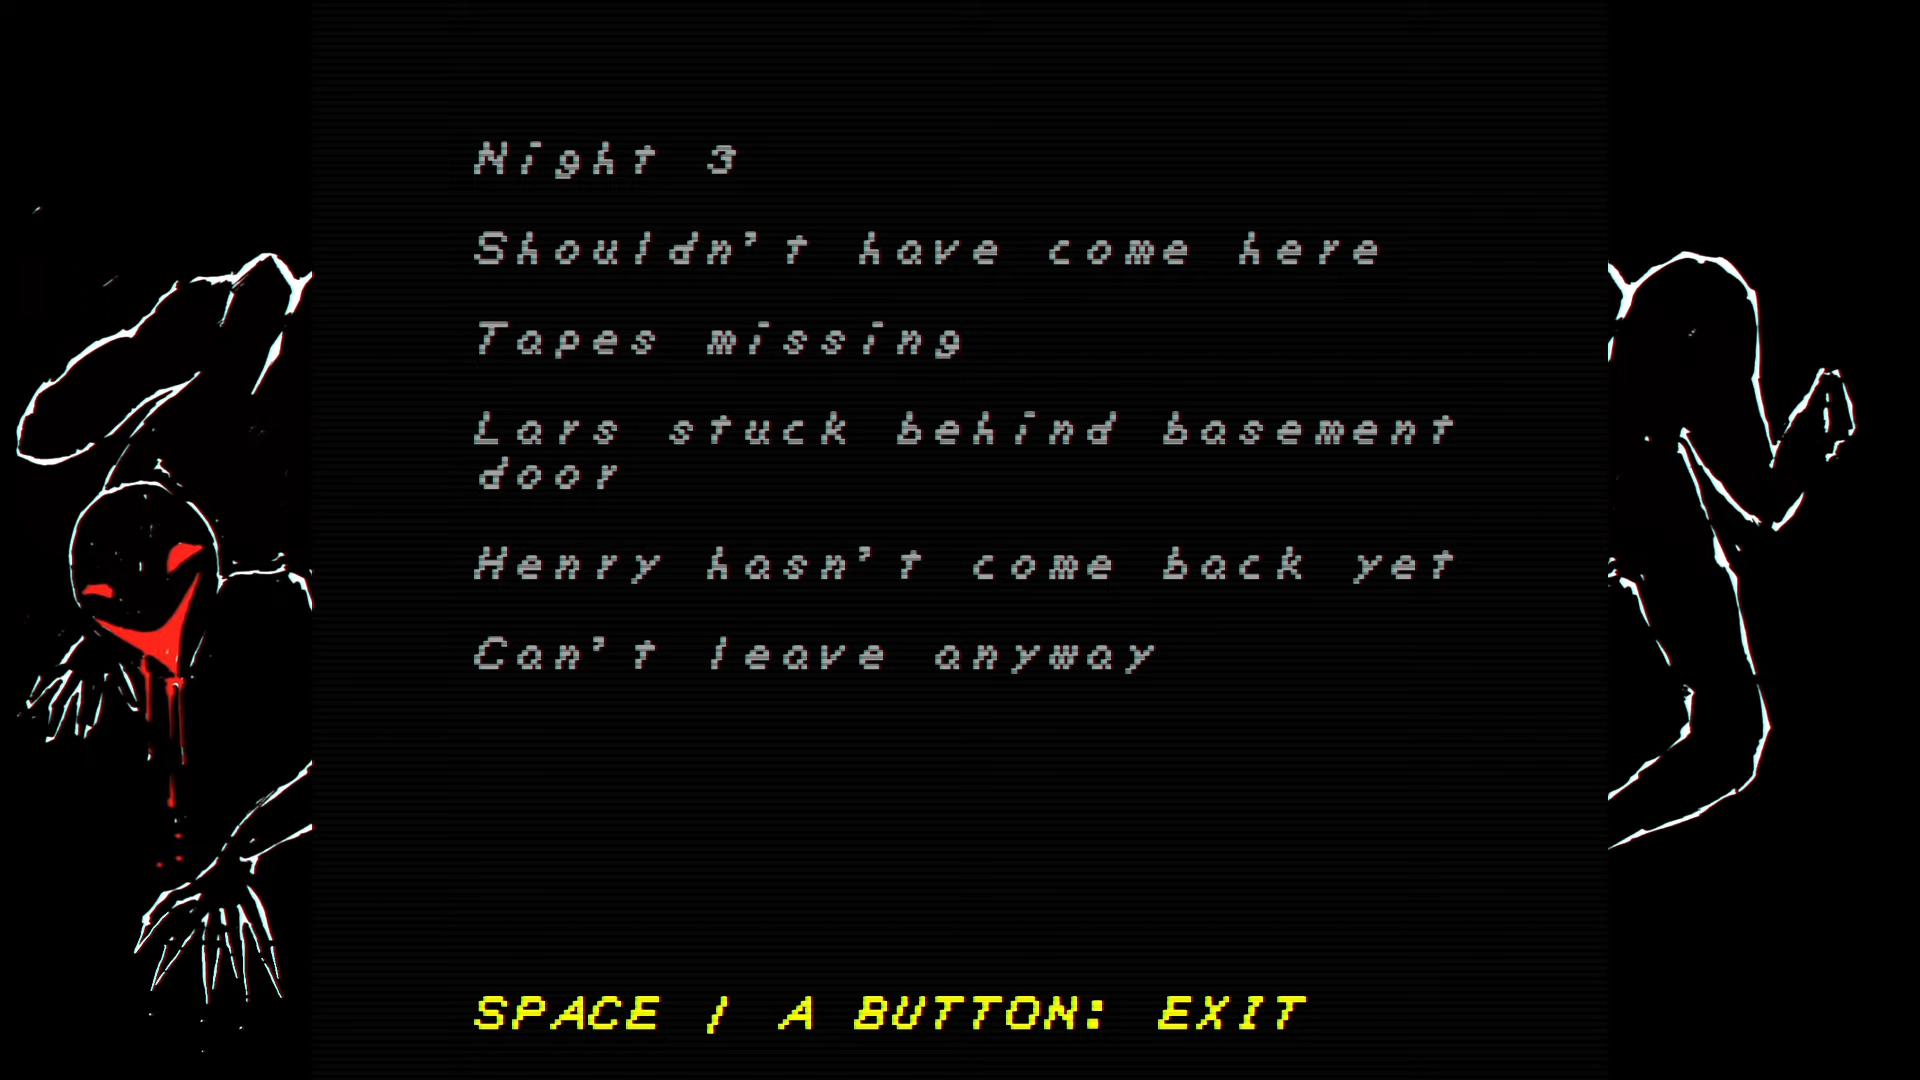 Night 3
Shouldn't have come here
Tapes missing
Lars stuck behind basement
door
Henry hasn't come back yet
Can't leave anyway
SPACE / A BUTTON: EXIT